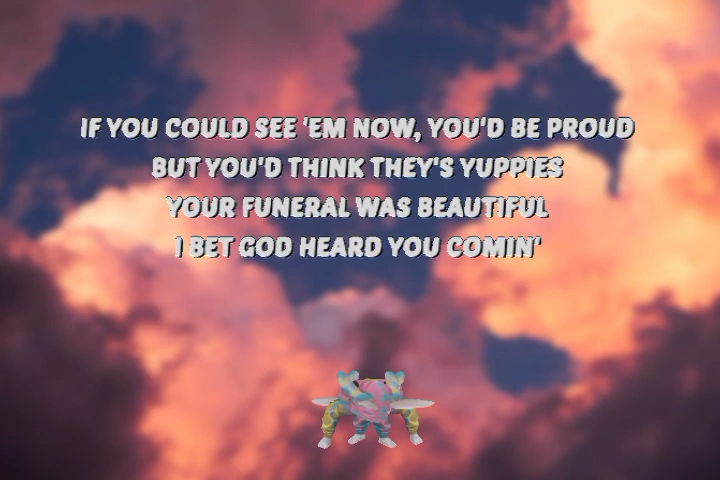 IF YOU COULD SEE 'EM NOW, YOU'D BE PROUD
BUT YOU'D THINK THEY'S YUPPIES
YOUR FUNERAL WAS BEAUTIFUL
I BET GOD HEARD YOU COMIN'